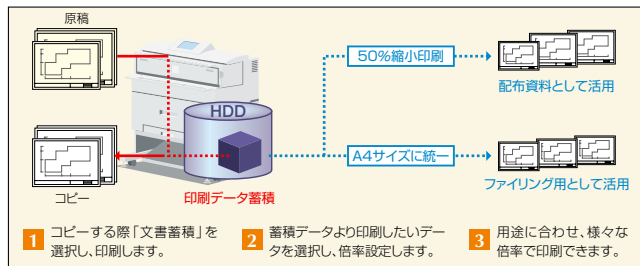 原稿
50%縮小印刷
配布資料として活用
HDD
A4サイズに統一
コピー
印刷データ蓄積
ファイリング用として活用
1 コピーする際「文書蓄積」を
選択し、印刷します。
2 蓄積データより印刷したいデー
タを選択し、倍率設定します。
3 用途に合わせ、様々な
倍率で印刷できます。